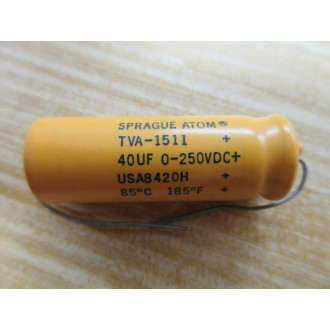 SPRAGUE ATOM®
TVA-1511 +
40UF 0-250VDC+
USA8420H +
85°C 185°F +